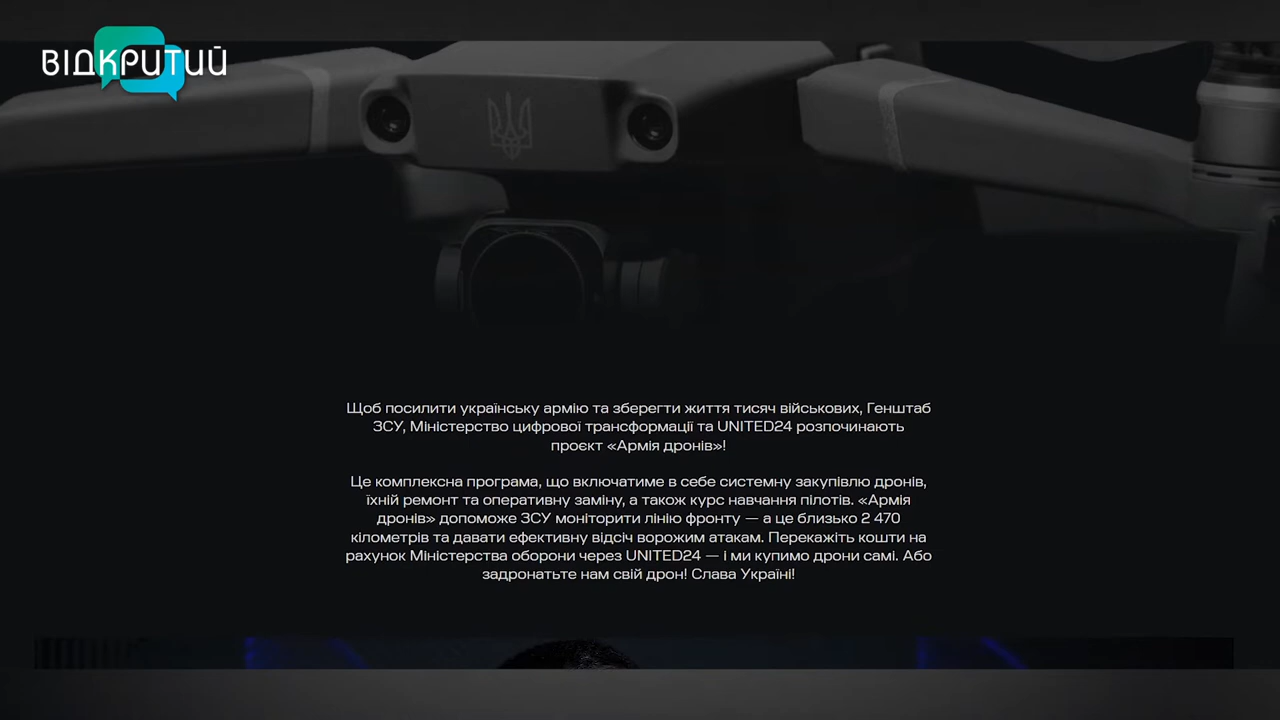 ВІДКРИТИЙ
Щоб посилити українську армію та зберегти життя тисяч військових, Генштаб
ЗСУ, Міністерство цифрової трансформації та UNITED24 розпочинають
проєкт «Армія дронів»!
Це комплексна програма, що включатиме в себе системну закупівлю дронів,
їхній ремонт та оперативну заміну, а також курс навчання пілотів. «Армія
дронів» допоможе ЗСУ моніторити лінію фронту — а це близько 2 470
кілометрів та давати ефективну відсіч ворожим атакам. Перекажіть кошти на
рахунок Міністерства оборони через UNITED24 — і ми купимо дрони самі. Або
задронатьте нам свій дрон! Слава Україні!